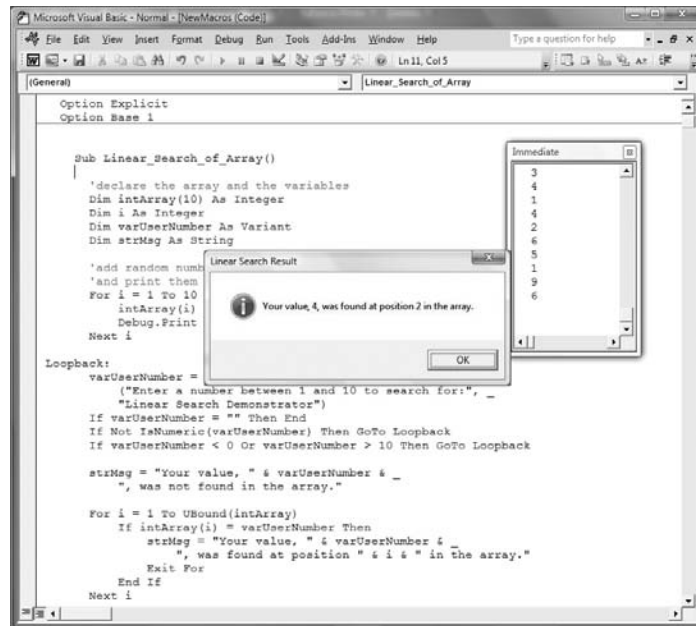 Microsoft Visual Basic - Normal - [NewMacros (Code)]
File Edit View Insert Format Debug Run Tools Add-Ins Window Help
Type a question for help
Ln 11, Col 5
(General)
Linear_Search_of_Array
Option Explicit
Option Base 1
Sub Linear_Search_of_Array()
'declare the array and the variables
Dim intArray(10) As Integer
Dim i As Integer
Dim varUserNumber As Variant
Dim strMsg As String
'add random numb
'and print them
For i = 1 To 10
intArray(i)
Debug.Print
Next i
Loopback:
varUserNumber =
("Enter a number between 1 and 10 to search for:", _
"Linear Search Demonstrator")
If varUserNumber = "" Then End
If Not IsNumeric(varUserNumber) Then GoTo Loopback
If varUserNumber < 0 Or varUserNumber > 10 Then GoTo Loopback
strMsg = "Your value, " & varUserNumber & _
", was not found in the array."
For i = 1 To UBound(intArray)
If intArray(i) = varUserNumber Then
strMsg = "Your value, " & varUserNumber & _
", was found at position " & i & " in the array."
Exit For
End If
Next i
Immediate
3
4
1
4
2
6
5
1
9
6
Linear Search Result
Your value, 4, was found at position 2 in the array.
OK